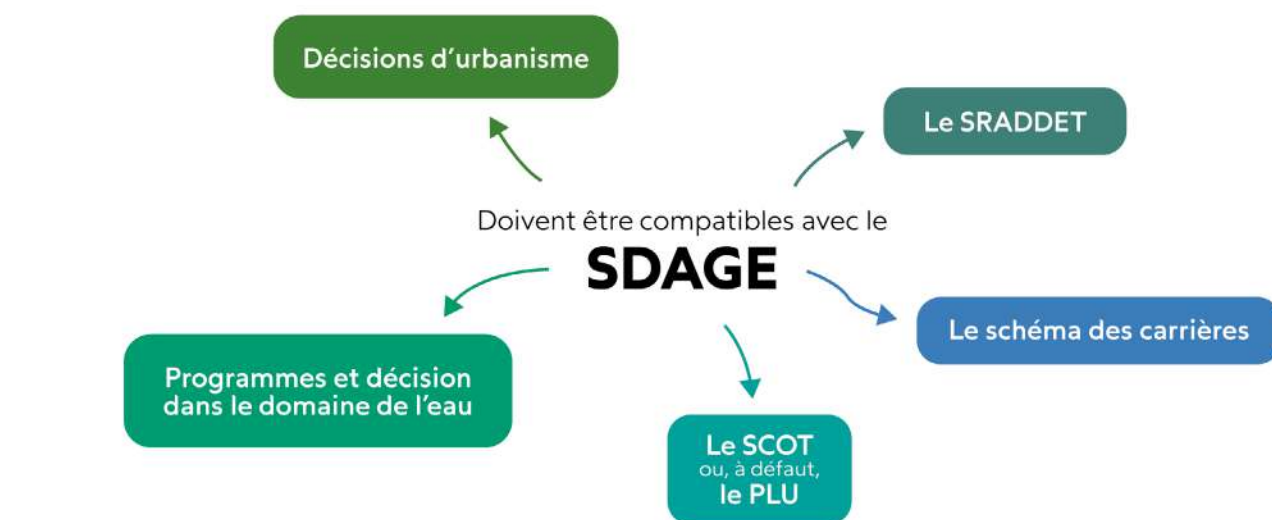 Décisions d’urbanisme
Le SRADDET
Doivent être compatibles avec le
SDAGE
Le schéma des carrières
Programmes et décision
dans le domaine de l’eau
Le SCOT
ou, à défaut,
le PLU